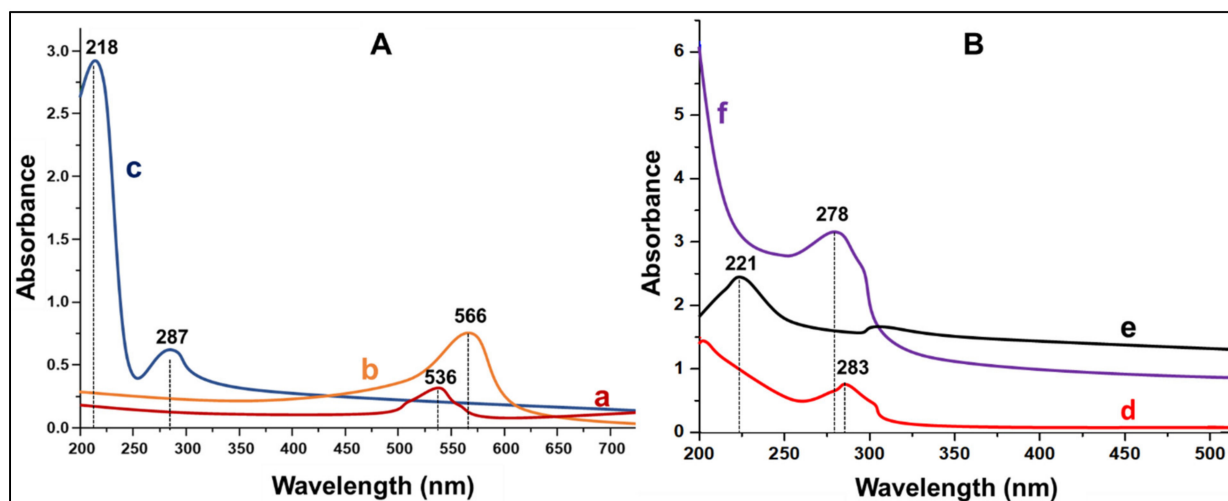 A
218
c
287
b
566
536
a
3.0
2.5
2.0
1.5
1.0
0.5
0.0
Absorbance
200 250 300 350 400 450 500 550 600 650 700
Wavelength (nm)
B
f
278
221
e
283
d
6
5
4
3
2
1
0
Absorbance
200 250 300 350 400 450 500
Wavelength (nm)